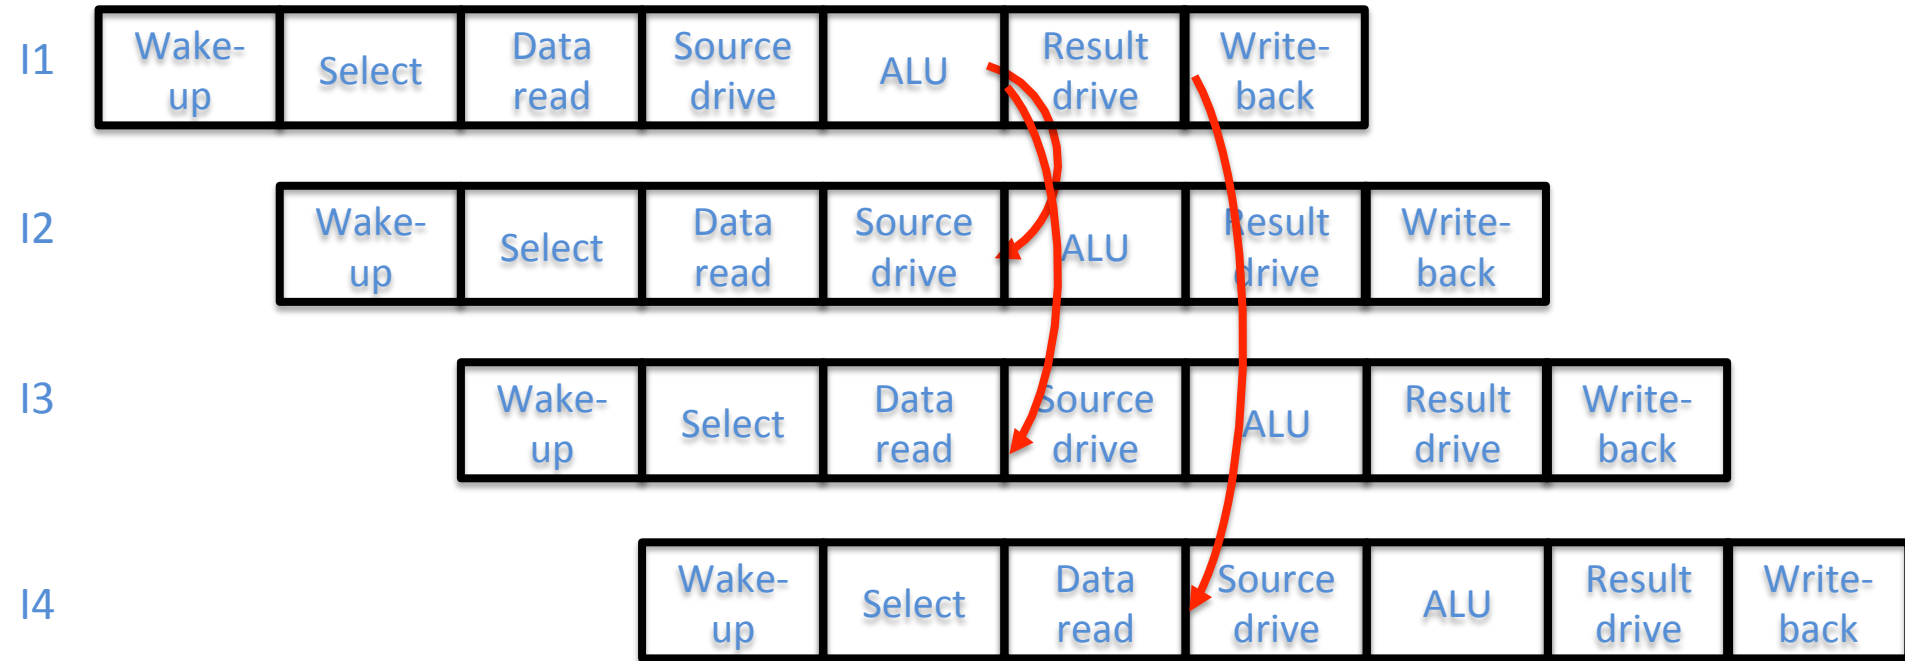 I1 Wake-up Select Data read Source drive ALU Result drive Write-back
I2 Wake-up Select Data read Source drive ALU Result drive Write-back
I3 Wake-up Select Data read Source drive ALU Result drive Write-back
I4 Wake-up Select Data read Source drive ALU Result drive Write-back